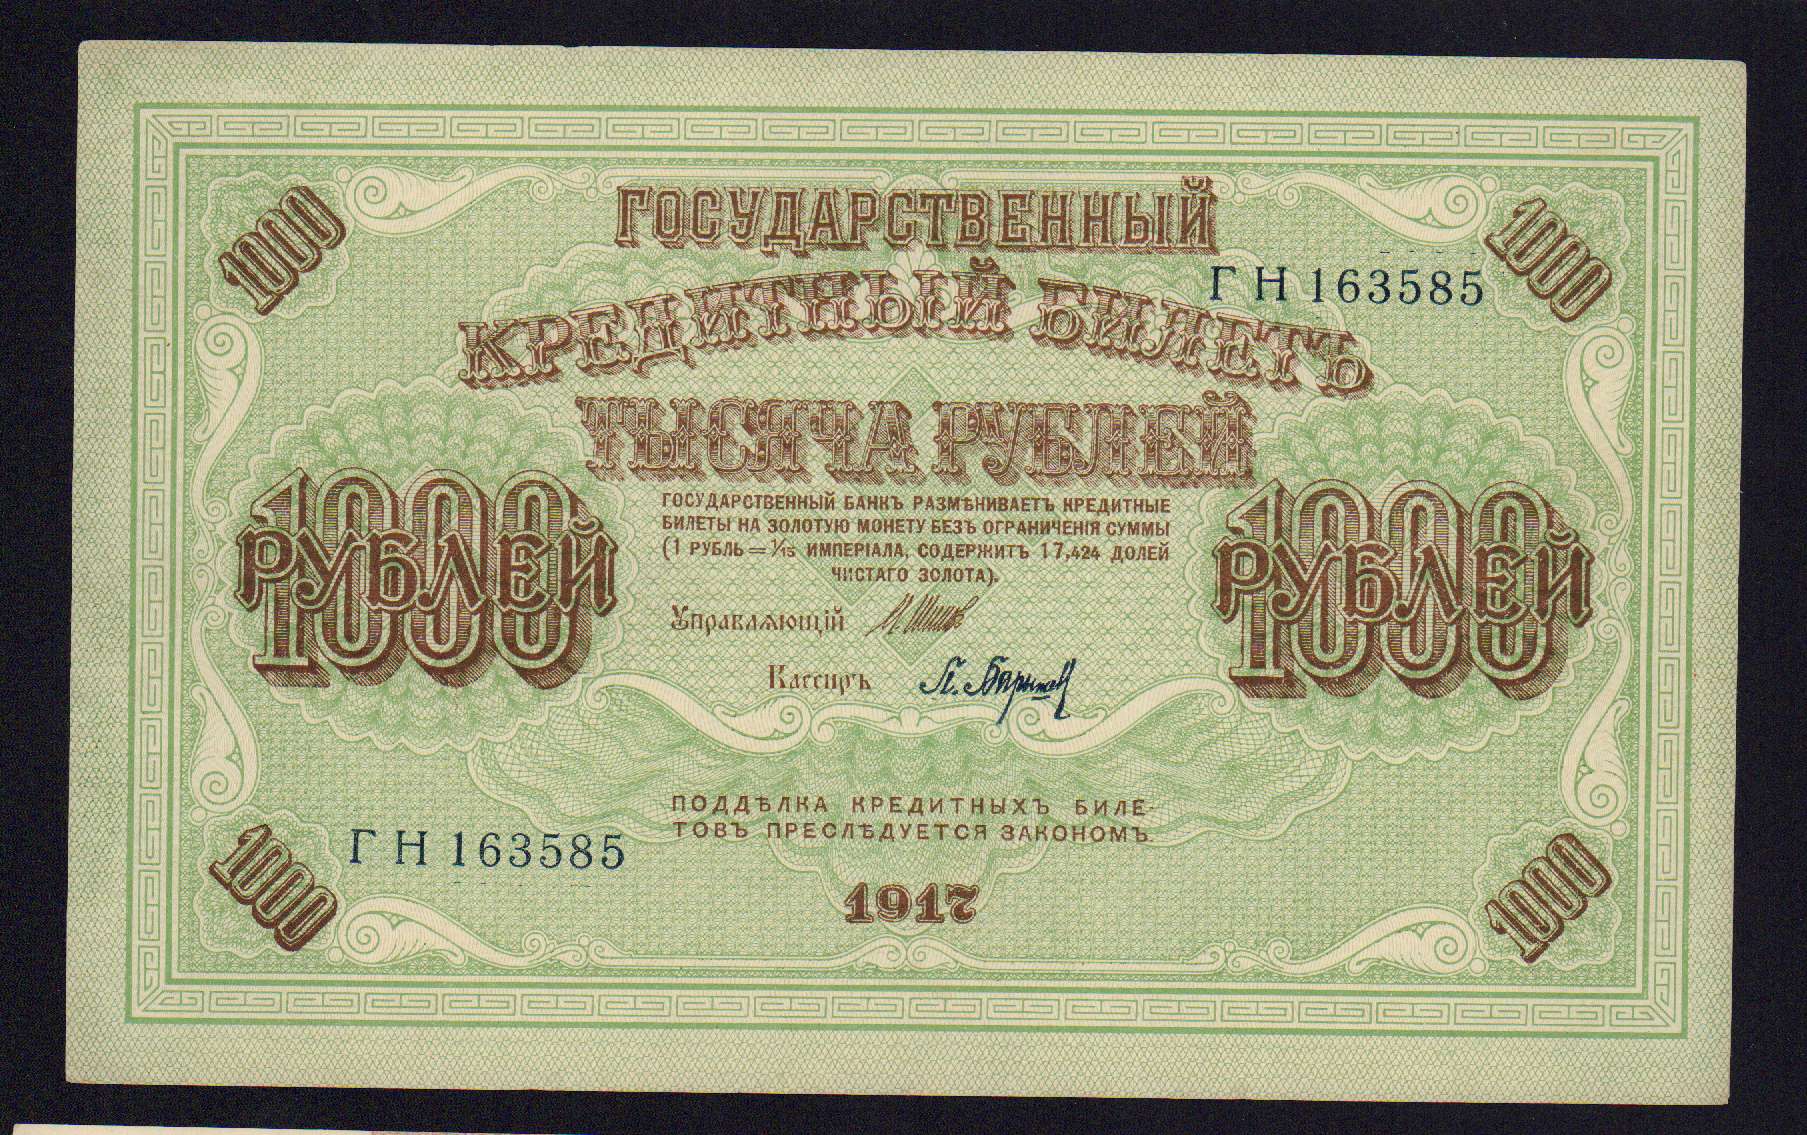 1000
ГОСУДАРСТВЕННЫЙ
1000
ГН 163585
КРЕДИТНЫЙ БИЛЕТЪ
ТЫСЯЧА РУБЛЕЙ
1000
РУБЛЕЙ
ГОСУДАРСТВЕННЫЙ БАНКЪ РАЗМѢНИВАЕТЪ КРЕДИТНЫЕ
БИЛЕТЫ НА ЗОЛОТУЮ МОНЕТУ БЕЗЪ ОГРАНИЧЕНІЯ СУММЫ
(1 РУБЛЬ = 1/15 ИМПЕРІАЛА, СОДЕРЖИТЪ 17,424 ДОЛЕЙ
ЧИСТАГО ЗОЛОТА).
1000
РУБЛЕЙ
Управляющій
Кассиръ
ПОДДѢЛКА КРЕДИТНЫХЪ БИЛЕ-
ТОВЪ ПРЕСЛѢДУЕТСЯ ЗАКОНОМЪ.
ГН 163585
1000
1917
1000